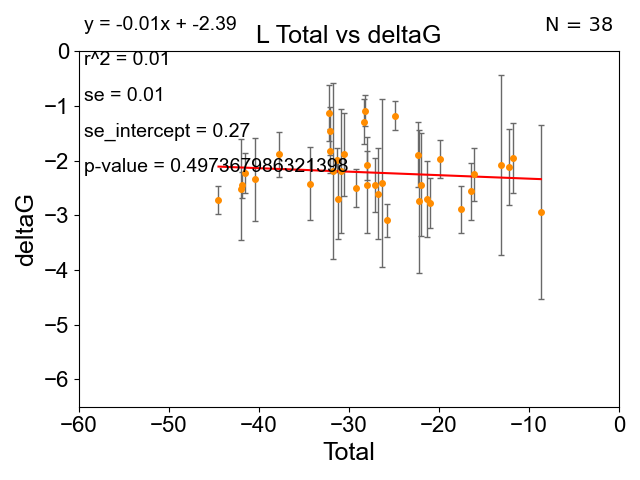 y = -0.01x + -2.39
N = 38
L Total vs deltaG
r^2 = 0.01
se = 0.01
se_intercept = 0.27
p-value = 0.497367986321398
deltaG
0
−1
−2
−3
−4
−5
−6
−60
−50
−40
−30
−20
−10
0
Total